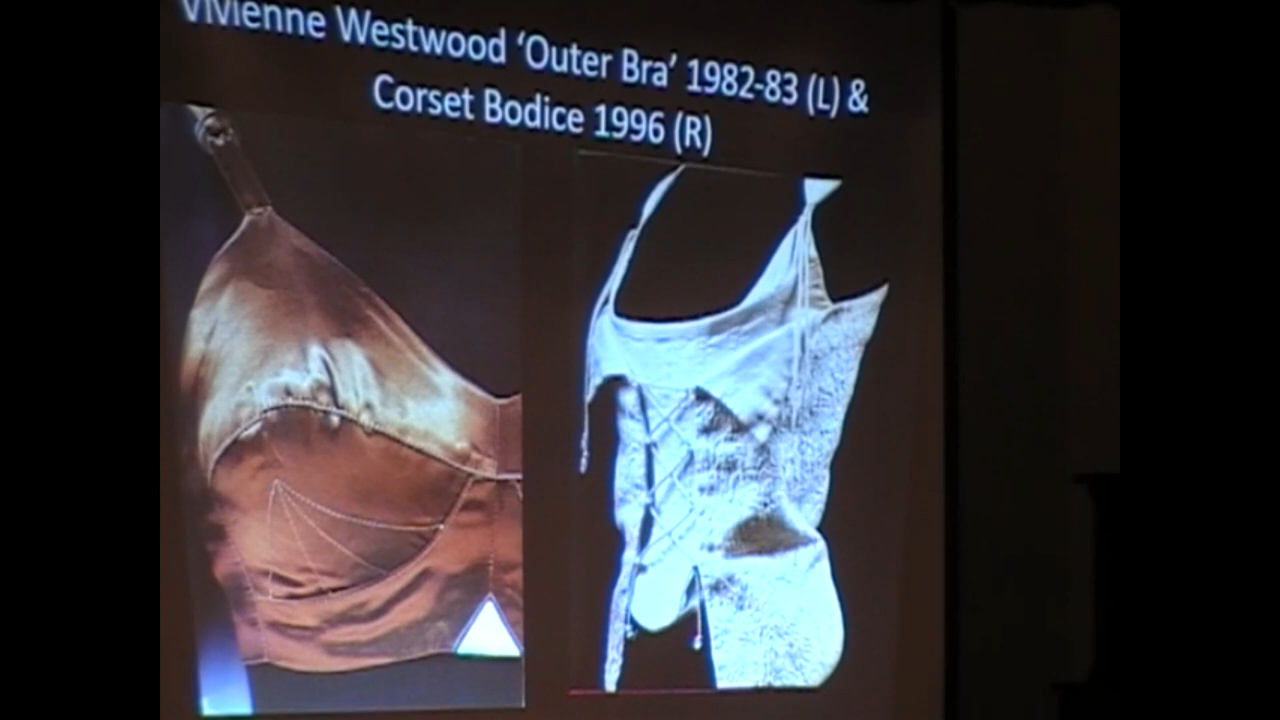 Vivienne Westwood ‘Outer Bra’ 1982-83 (L) &
Corset Bodice 1996 (R)